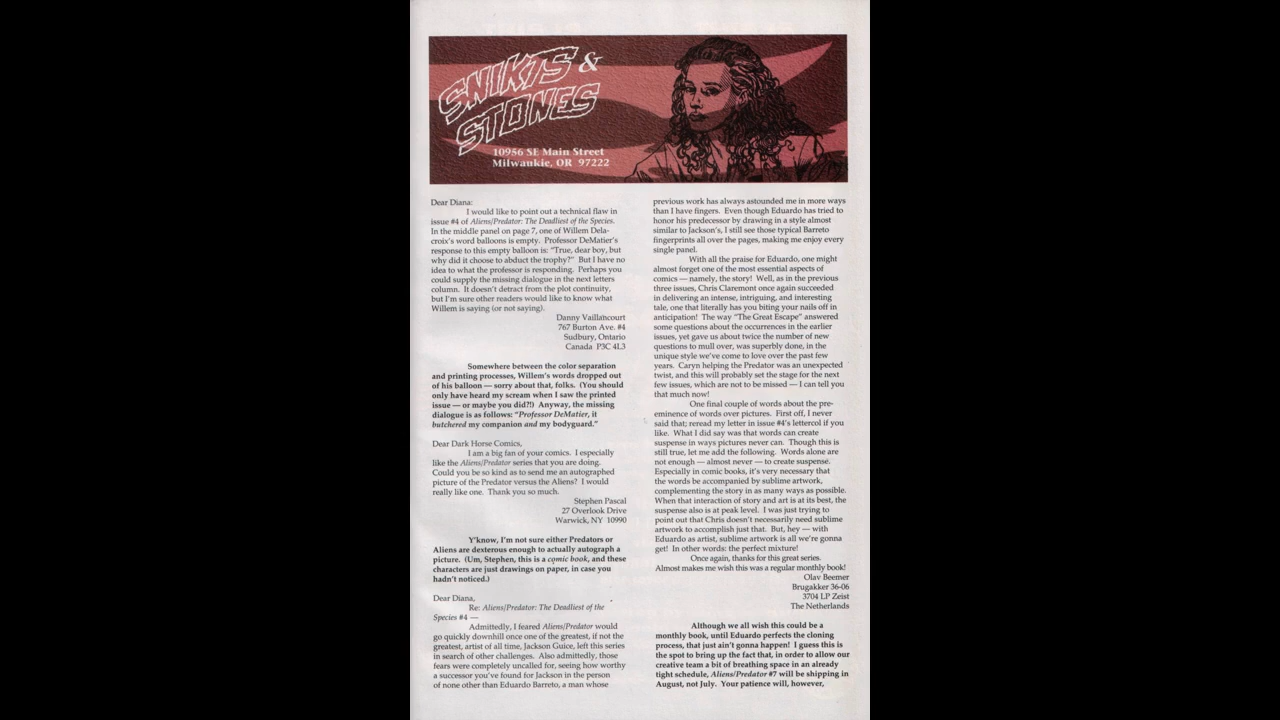 SNIKTS &
STONES
10956 SE Main Street
Milwaukie, OR 97222
Dear Diana:
I would like to point out a technical flaw in
issue #4 of Aliens/Predator: The Deadliest of the Species.
In the middle panel on page 7, one of Willem Dela-
croix's word balloons is empty. Professor DeMatier's
response to this empty balloon is: "True, dear boy, but
why did it choose to abduct the trophy?" But I have no
idea to what the professor is responding. Perhaps you
could supply the missing dialogue in the next letters
column. It doesn't detract from the plot continuity,
but I'm sure other readers would like to know what
Willem is saying (or not saying).
Danny Vaillancourt
767 Burton Ave. #4
Sudbury, Ontario
Canada P3C 4L3
Somewhere between the color separation
and printing processes, Willem's words dropped out
of his balloon — sorry about that, folks. (You should
only have heard my scream when I saw the printed
issue — or maybe you did?!) Anyway, the missing
dialogue is as follows: "Professor DeMatier, it
butchered my companion and my bodyguard."
Dear Dark Horse Comics,
I am a big fan of your comics. I especially
like the Aliens/Predator series that you are doing.
Could you be so kind as to send me an autographed
picture of the Predator versus the Aliens? I would
really like one. Thank you so much.
Stephen Pascal
27 Overlook Drive
Warwick, NY 10990
Y'know, I'm not sure either Predators or
Aliens are dexterous enough to actually autograph a
picture. (Um, Stephen, this is a comic book, and these
characters are just drawings on paper, in case you
hadn't noticed.)
Dear Diana,
Re: Aliens/Predator: The Deadliest of the
Species #4 —
Admittedly, I feared Aliens/Predator would
go quickly downhill once one of the greatest, if not the
greatest, artist of all time, Jackson Guice, left this series
in search of other challenges. Also admittedly, those
fears were completely uncalled for, seeing how worthy
a successor you've found for Jackson in the person
of none other than Eduardo Barreto, a man whose
previous work has always astounded me in more ways
than I have fingers. Even though Eduardo has tried to
honor his predecessor by drawing in a style almost
similar to Jackson's, I still see those typical Barreto
fingerprints all over the pages, making me enjoy every
single panel.
With all the praise for Eduardo, one might
almost forget one of the most essential aspects of
comics — namely, the story! Well, as in the previous
three issues, Chris Claremont once again succeeded
in delivering an intense, intriguing, and interesting
tale, one that literally has you biting your nails off in
anticipation! The way "The Great Escape" answered
some questions about the occurrences in the earlier
issues, yet gave us about twice the number of new
questions to mull over, was superbly done, in the
unique style we've come to love over the past few
years. Caryn helping the Predator was an unexpected
twist, and this will probably set the stage for the next
few issues, which are not to be missed — I can tell you
that much now!
One final couple of words about the pre-
eminence of words over pictures. First off, I never
said that; reread my letter in issue #4's lettercol if you
like. What I did say was that words can create
suspense in ways pictures never can. Though this is
still true, let me add the following. Words alone are
not enough — almost never — to create suspense.
Especially in comic books, it's very necessary that
the words be accompanied by sublime artwork,
complementing the story in as many ways as possible.
When that interaction of story and art is at its best, the
suspense also is at peak level. I was just trying to
point out that Chris doesn't necessarily need sublime
artwork to accomplish just that. But, hey — with
Eduardo as artist, sublime artwork is all we're gonna
get! In other words: the perfect mixture!
Once again, thanks for this great series.
Almost makes me wish this was a regular monthly book!
Olav Beemer
Brugakker 36-06
3704 LP Zeist
The Netherlands
Although we all wish this could be a
monthly book, until Eduardo perfects the cloning
process, that just ain't gonna happen! I guess this is
the spot to bring up the fact that, in order to allow our
creative team a bit of breathing space in an already
tight schedule, Aliens/Predator #7 will be shipping in
August, not July. Your patience will, however,